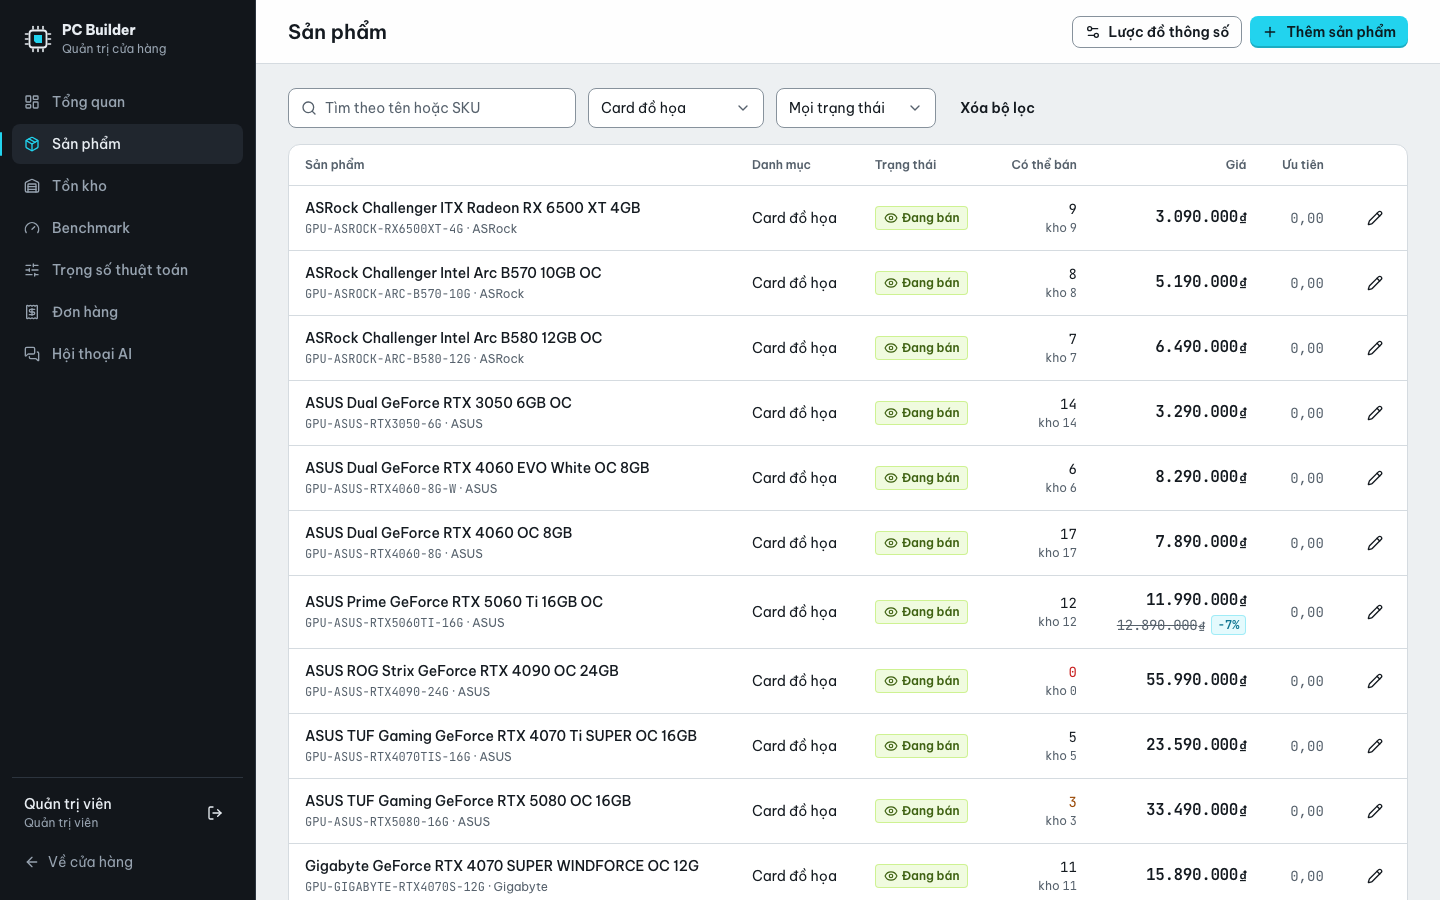 PC Builder
Quản trị cửa hàng
Tổng quan
Sản phẩm
Tồn kho
Benchmark
Trọng số thuật toán
Đơn hàng
Hội thoại AI
Quản trị viên
Quản trị viên
Về cửa hàng
Sản phẩm
Lược đồ thông số
Thêm sản phẩm
Tìm theo tên hoặc SKU
Card đồ họa
Mọi trạng thái
Xóa bộ lọc
Sản phẩm Danh mục Trạng thái Có thể bán Giá Ưu tiên
ASRock Challenger ITX Radeon RX 6500 XT 4GB
GPU-ASROCK-RX6500XT-4G · ASRock
Card đồ họa Đang bán 9 3.090.000₫ 0,00
kho 9
ASRock Challenger Intel Arc B570 10GB OC
GPU-ASROCK-ARC-B570-10G · ASRock
Card đồ họa Đang bán 8 5.190.000₫ 0,00
kho 8
ASRock Challenger Intel Arc B580 12GB OC
GPU-ASROCK-ARC-B580-12G · ASRock
Card đồ họa Đang bán 7 6.490.000₫ 0,00
kho 7
ASUS Dual GeForce RTX 3050 6GB OC
GPU-ASUS-RTX3050-6G · ASUS
Card đồ họa Đang bán 14 3.290.000₫ 0,00
kho 14
ASUS Dual GeForce RTX 4060 EVO White OC 8GB
GPU-ASUS-RTX4060-8G-W · ASUS
Card đồ họa Đang bán 6 8.290.000₫ 0,00
kho 6
ASUS Dual GeForce RTX 4060 OC 8GB
GPU-ASUS-RTX4060-8G · ASUS
Card đồ họa Đang bán 17 7.890.000₫ 0,00
kho 17
ASUS Prime GeForce RTX 5060 Ti 16GB OC
GPU-ASUS-RTX5060TI-16G · ASUS
Card đồ họa Đang bán 12 11.990.000₫ 0,00
kho 12 12.890.000₫ -7%
ASUS ROG Strix GeForce RTX 4090 OC 24GB
GPU-ASUS-RTX4090-24G · ASUS
Card đồ họa Đang bán 0 55.990.000₫ 0,00
kho 0
ASUS TUF Gaming GeForce RTX 4070 Ti SUPER OC 16GB
GPU-ASUS-RTX4070TIS-16G · ASUS
Card đồ họa Đang bán 5 23.590.000₫ 0,00
kho 5
ASUS TUF Gaming GeForce RTX 5080 OC 16GB
GPU-ASUS-RTX5080-16G · ASUS
Card đồ họa Đang bán 3 33.490.000₫ 0,00
kho 3
Gigabyte GeForce RTX 4070 SUPER WINDFORCE OC 12G
GPU-GIGABYTE-RTX4070S-12G · Gigabyte
Card đồ họa Đang bán 11 15.890.000₫ 0,00
kho 11